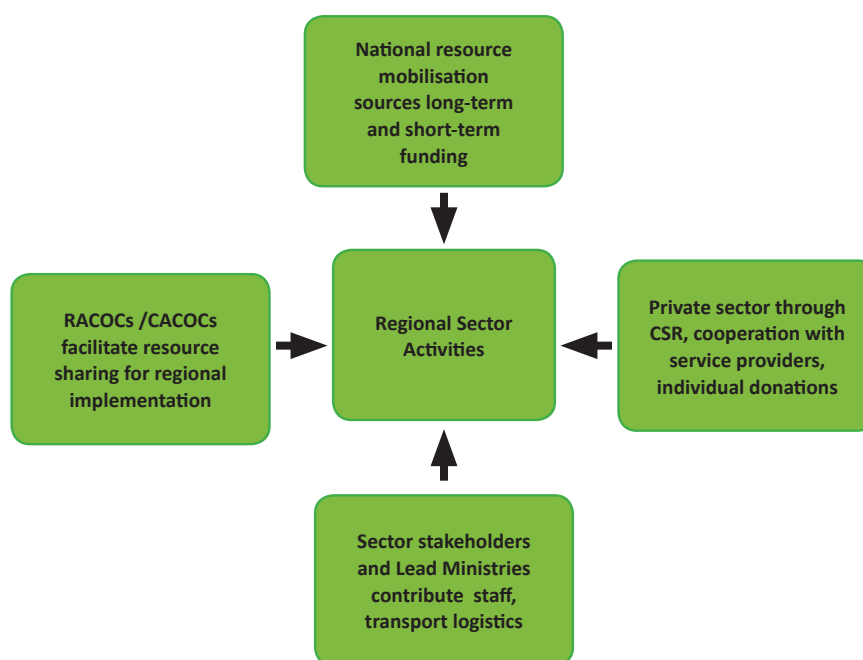 National resource
mobilisation
sources long-term
and short-term
funding
RACOCs /CACOCs
facilitate resource
sharing for regional
implementation
Regional Sector
Activities
Private sector through
CSR, cooperation with
service providers,
individual donations
Sector stakeholders
and Lead Ministries
contribute staff,
transport logistics